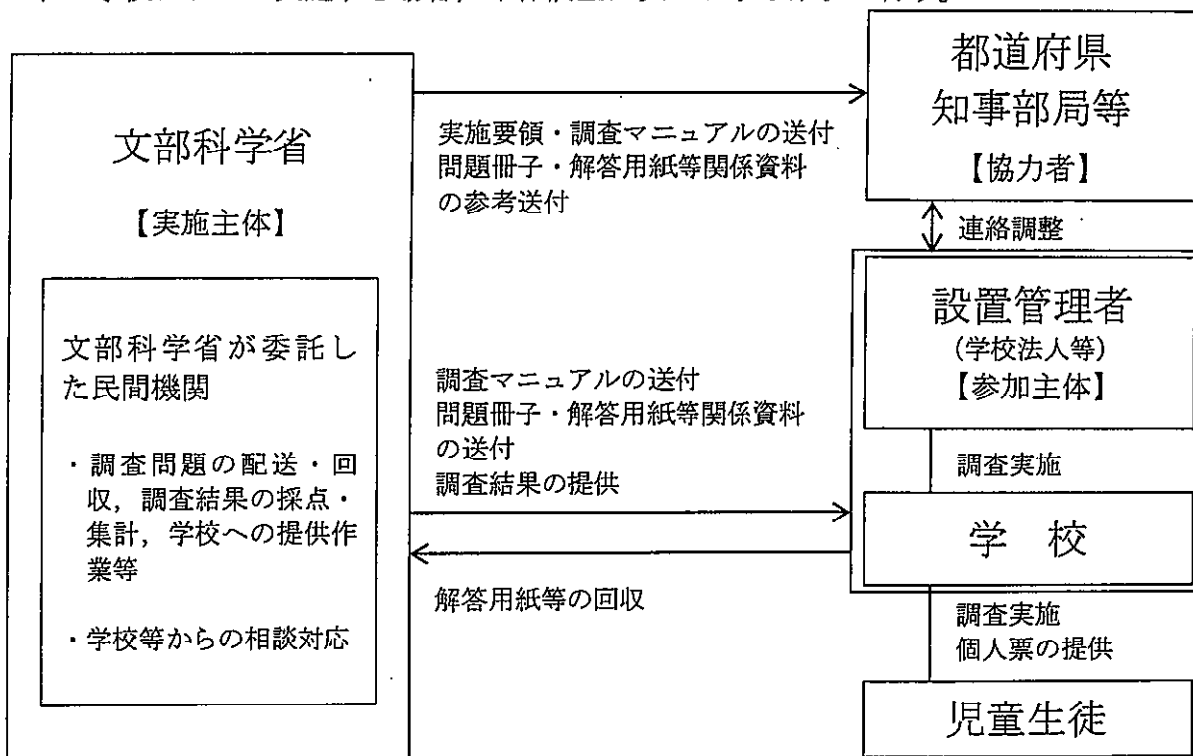 文部科学省
【実施主体】
文部科学省が委託し
た民間機関
・調査問題の配送・回
収，調査結果の採点・
集計，学校への提供作
業等
・学校等からの相談対応
実施要領・調査マニュアルの送付
問題冊子・解答用紙等関係資料
の参考送付
調査マニュアルの送付
問題冊子・解答用紙等関係資料
の送付
調査結果の提供
解答用紙等の回収
都道府県
知事部局等
【協力者】
連絡調整
設置管理者
（学校法人等）
【参加主体】
調査実施
学　校
調査実施
個人票の提供
児童生徒